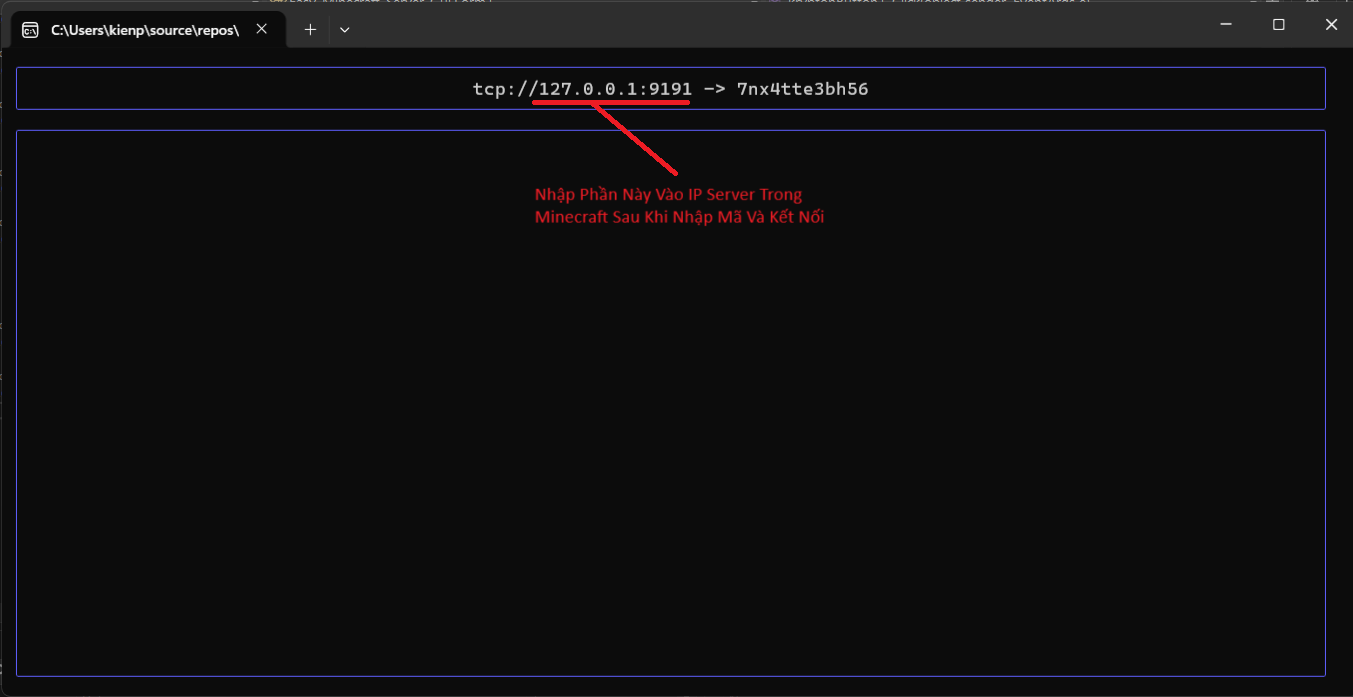 C:\Users\kienp\source\repos\
tcp://127.0.0.1:9191 -> 7nx4tte3bh56
Nhập Phần Này Vào IP Server Trong
Minecraft Sau Khi Nhập Mã Và Kết Nối